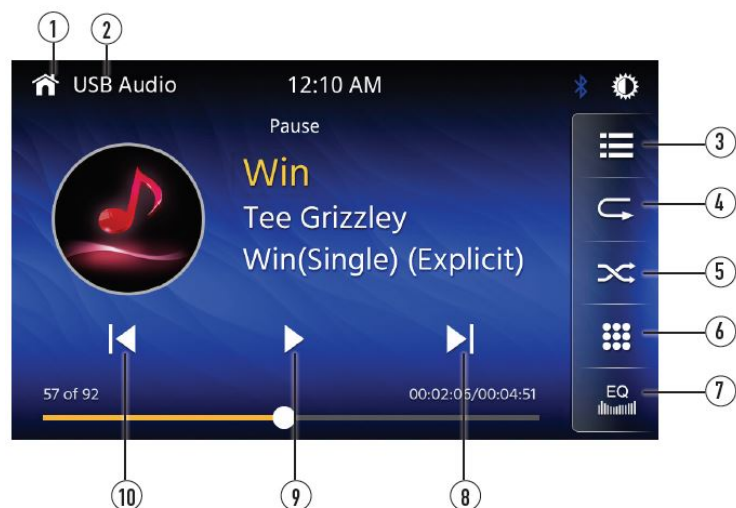 1 2
USB Audio 12:10 AM
Pause
Win
Tee Grizzley
Win(Single) (Explicit)
3
4
5
6
57 of 92 00:02:06/00:04:51
EQ
7
10 9 8